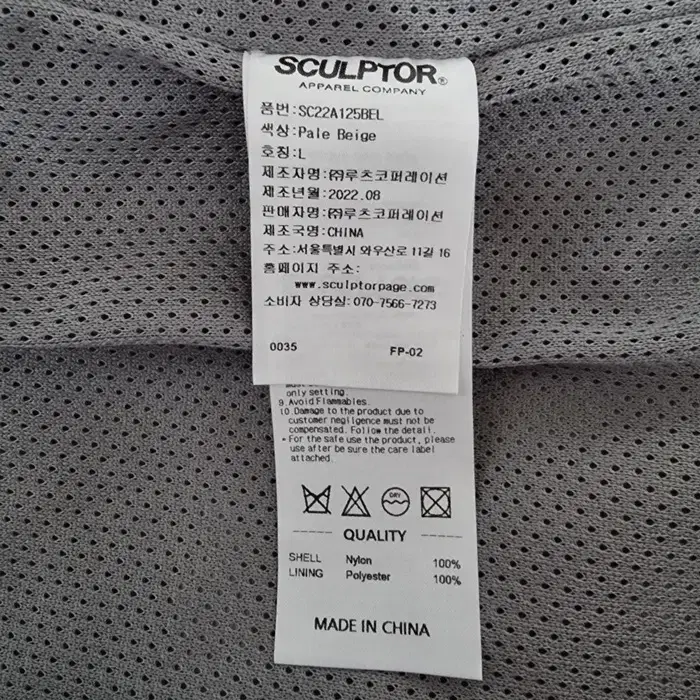 SCULPTOR®
APPAREL COMPANY
품번:SC22A125BEL
색상:Pale Beige
호칭:L
제조자명:㈜루츠코퍼레이션
제조년월:2022.08
판매자명:㈜루츠코퍼레이션
제조국명:CHINA
주소:서울특별시 와우산로 11길 16
홈페이지 주소:
www.sculptorpage.com
소비자 상담실:070-7566-7273
0035 FP-02
only setting.
9.Avoid Flammables.
10.Damage to the product due to
customer negligence must not be
compensated. Follow the detail.
- For the safe use the product, please
use after be sure the care label
attached.
DRY
QUALITY
SHELL Nylon 100%
LINING Polyester 100%
MADE IN CHINA